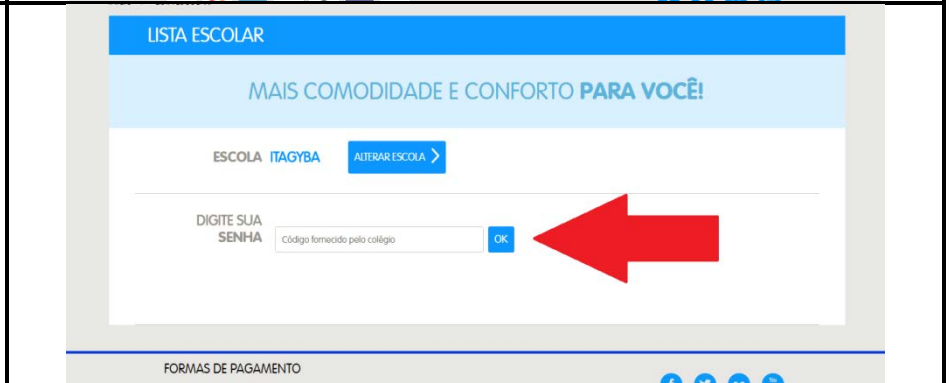 LISTA ESCOLAR
MAIS COMODIDADE E CONFORTO PARA VOCÊ!
ESCOLA ITAGYBA ALTERAR ESCOLA
DIGITE SUA
SENHA Código fornecido pelo colégio OK
FORMAS DE PAGAMENTO